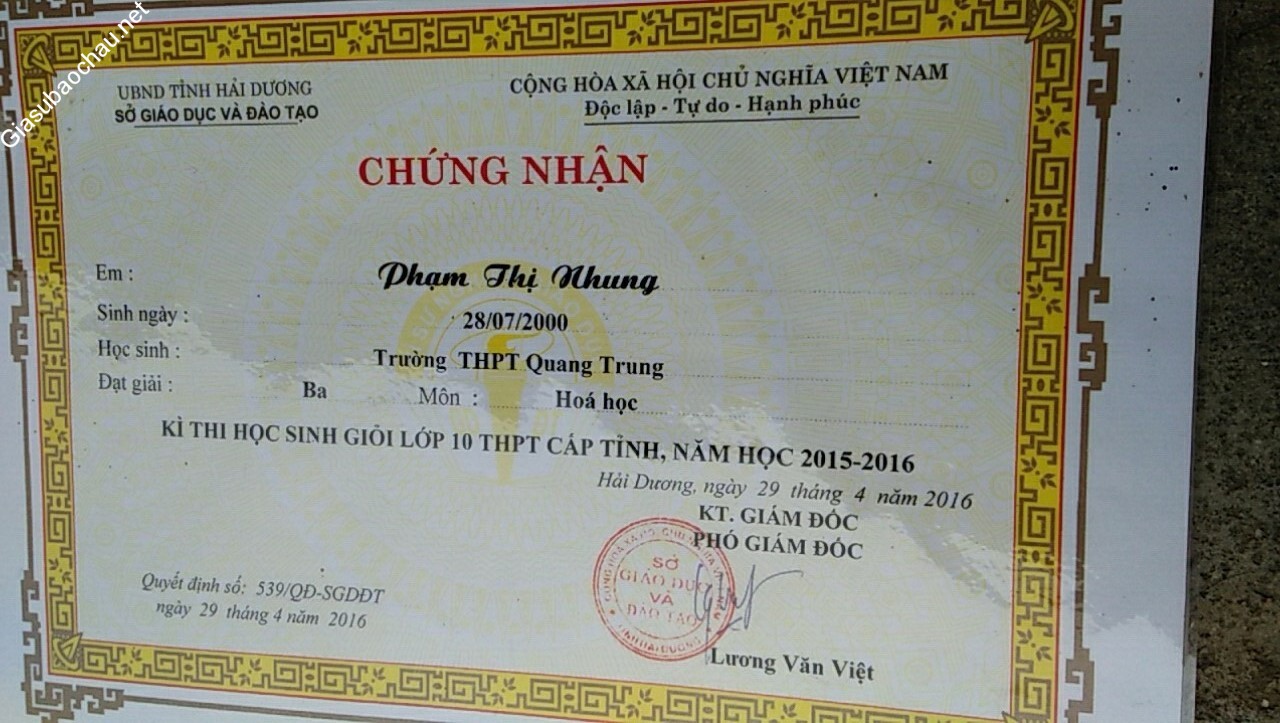 Giasubaochau.net
UBND TỈNH HẢI DƯƠNG
SỞ GIÁO DỤC VÀ ĐÀO TẠO
CỘNG HÒA XÃ HỘI CHỦ NGHĨA VIỆT NAM
Độc lập - Tự do - Hạnh phúc
CHỨNG NHẬN
Em : Phạm Thị Nhung
Sinh ngày : 28/07/2000
Học sinh : Trường THPT Quang Trung
Đạt giải : Ba Môn : Hoá học
KÌ THI HỌC SINH GIỎI LỚP 10 THPT CẤP TỈNH, NĂM HỌC 2015-2016
Hải Dương, ngày 29 tháng 4 năm 2016
KT. GIÁM ĐỐC
PHÓ GIÁM ĐỐC
SỞ
GIÁO DỤC
VÀ
ĐÀO TẠO
Quyết định số: 539/QĐ-SGDĐT
ngày 29 tháng 4 năm 2016
Lương Văn Việt